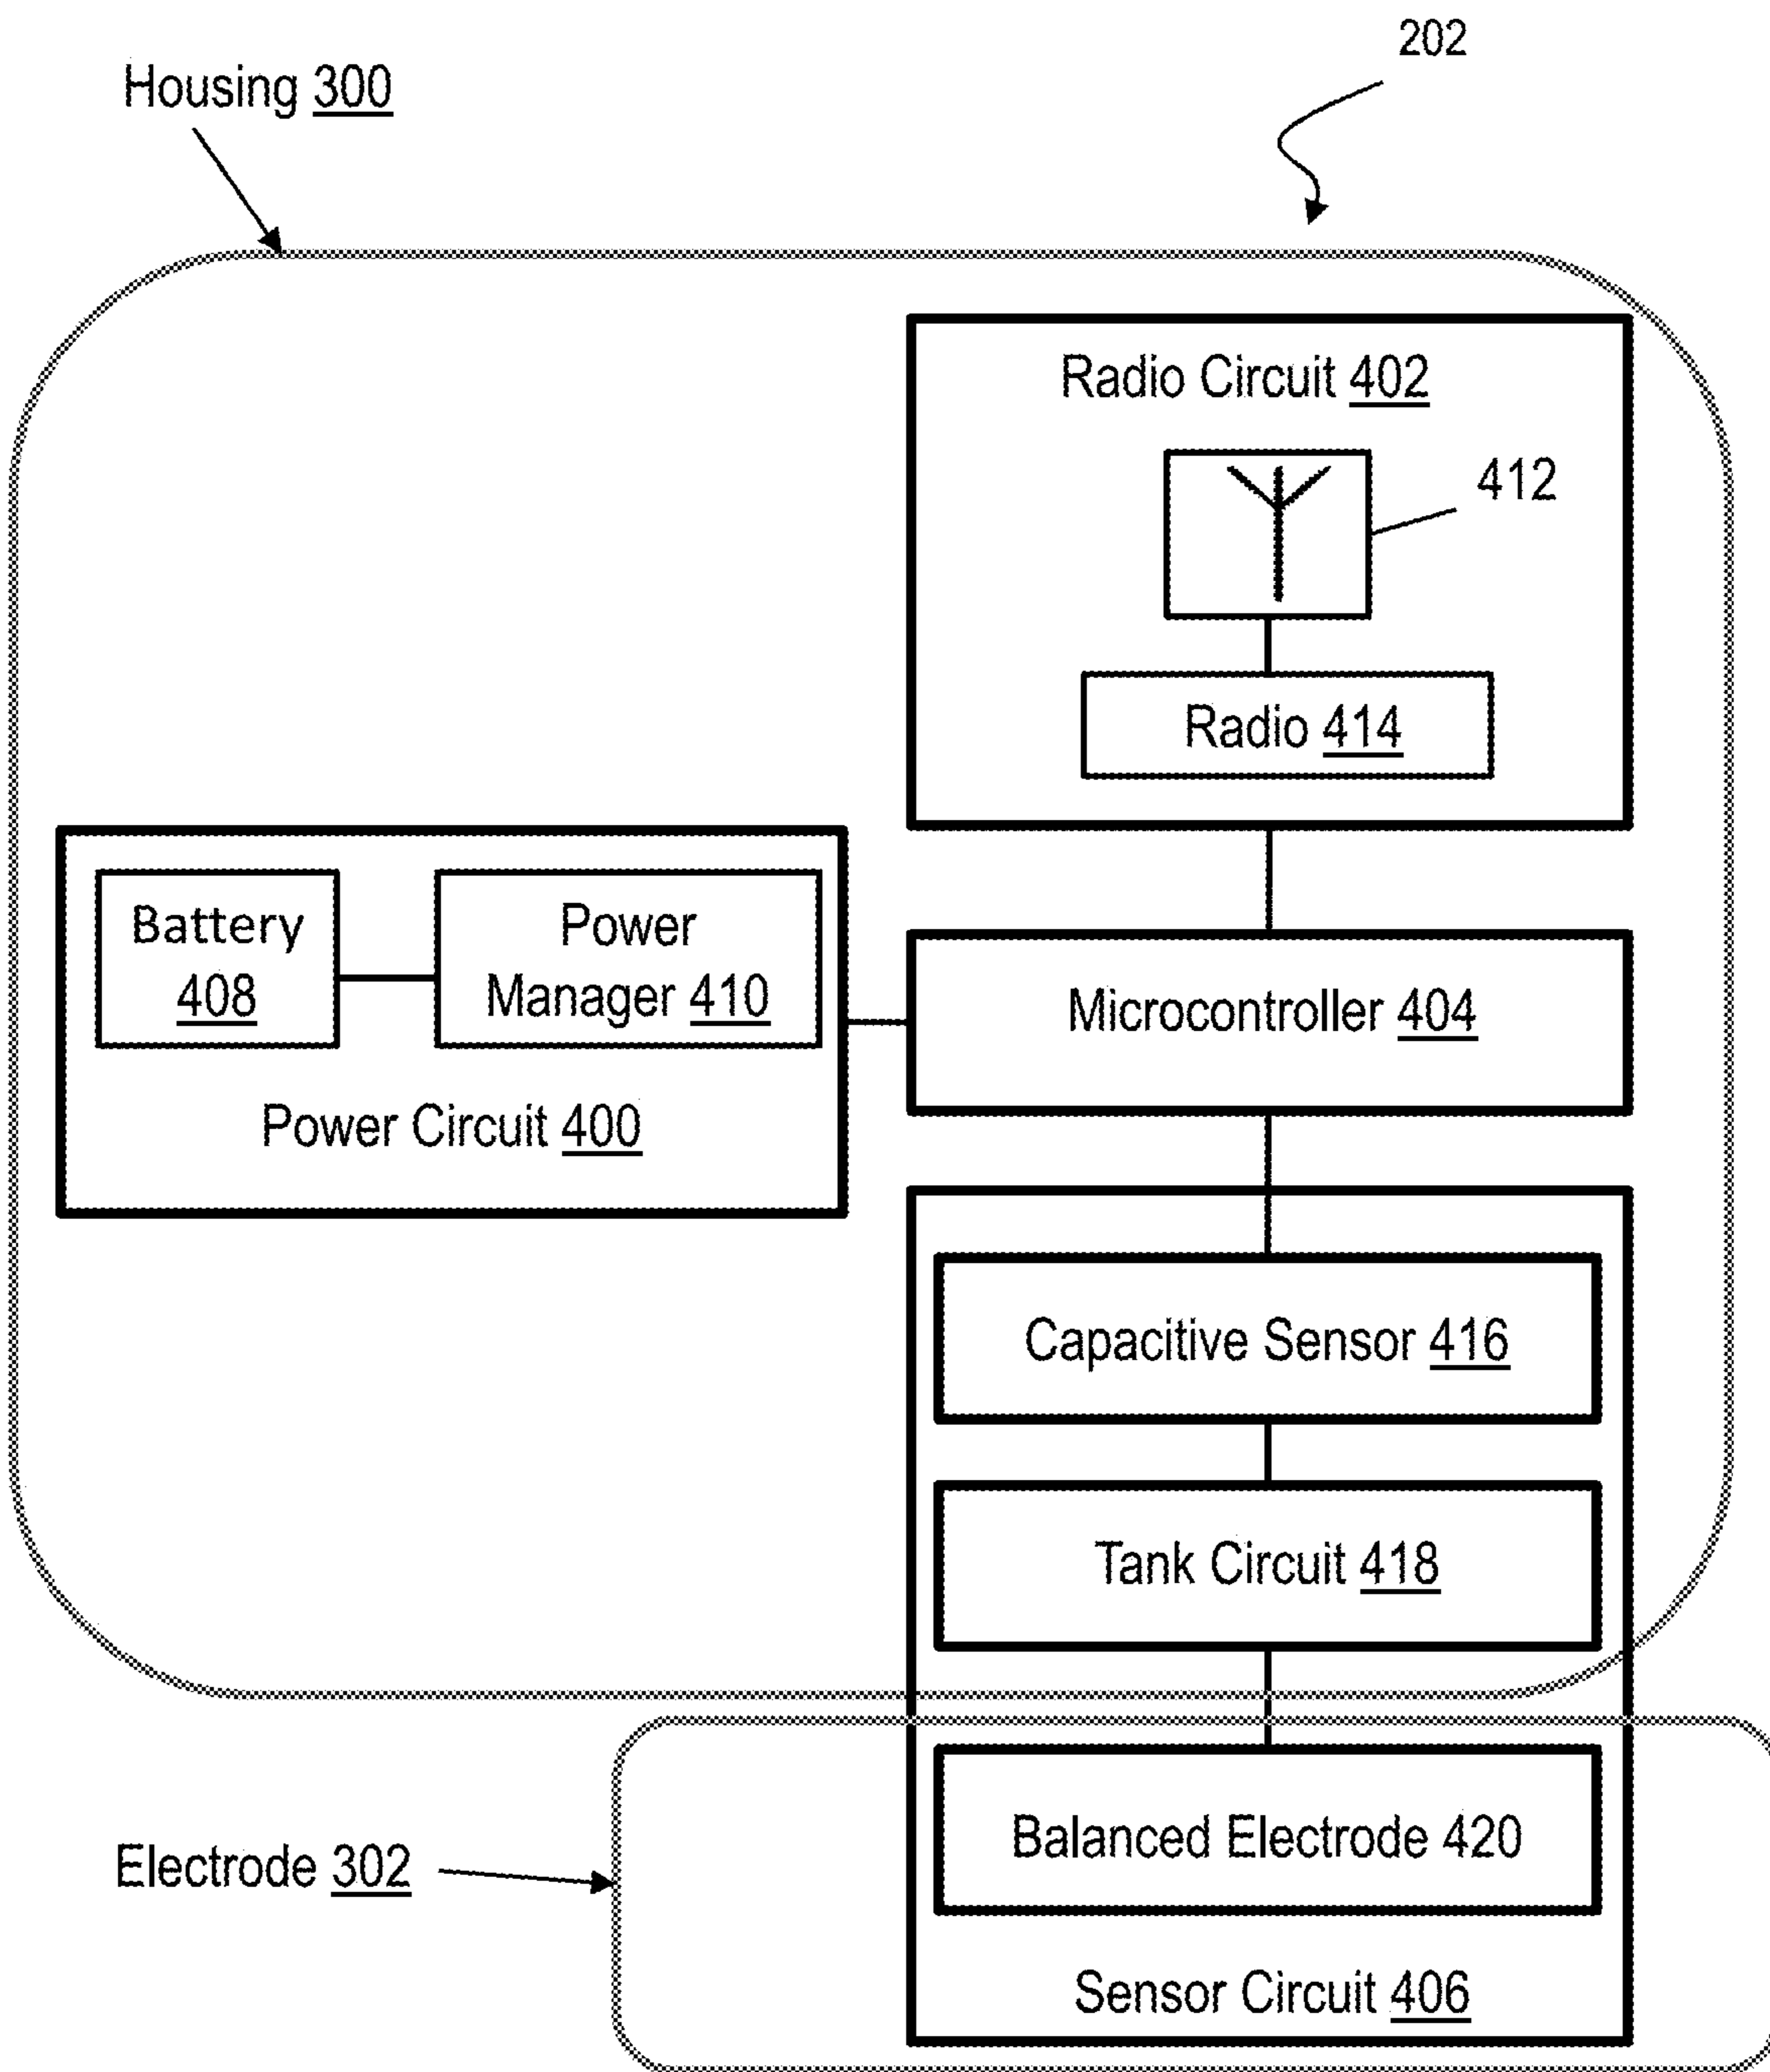 202
Housing 300
Radio Circuit 402
412
Radio 414
Battery
408
Power
Manager 410
Power Circuit 400
Microcontroller 404
Capacitive Sensor 416
Tank Circuit 418
Balanced Electrode 420
Electrode 302
Sensor Circuit 406